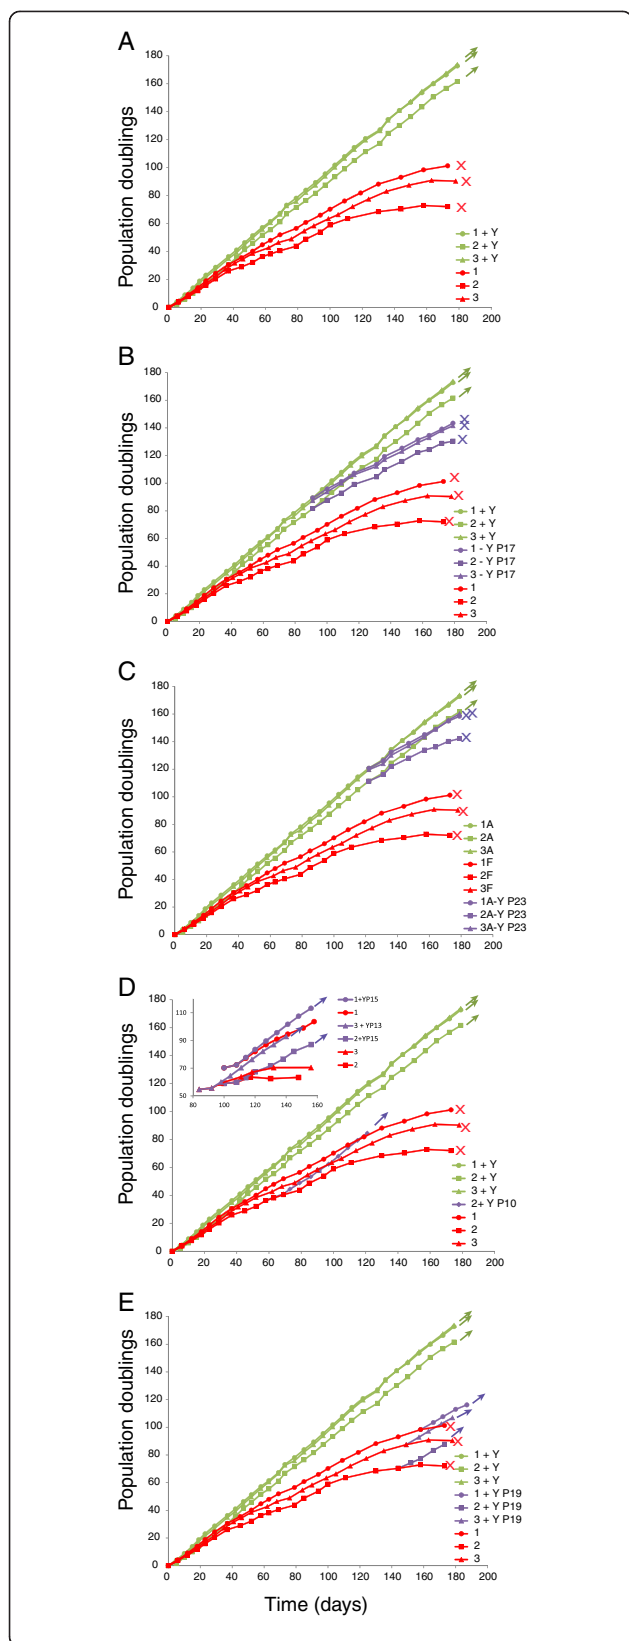 A
Population doublings
180
160
140
120
100
80
60
40
20
0
0 20 40 60 80 100 120 140 160 180 200
1 + Y
2 + Y
3 + Y
1
2
3
B
Population doublings
180
160
140
120
100
80
60
40
20
0
0 20 40 60 80 100 120 140 160 180 200
1 + Y
2 + Y
3 + Y
1 - Y P17
2 - Y P17
3 - Y P17
1
2
3
C
Population doublings
180
160
140
120
100
80
60
40
20
0
0 20 40 60 80 100 120 140 160 180 200
1A
2A
3A
1F
2F
3F
1A-Y P23
2A-Y P23
3A-Y P23
D
Population doublings
180
160
140
120
100
80
60
40
20
0
0 20 40 60 80 100 120 140 160 180 200
110
90
70
50
80 100 120 140 160
1+YP15
1
3 + YP13
2+YP15
3
2
1 + Y
2 + Y
3 + Y
2+ Y P10
1
2
3
E
Population doublings
180
160
140
120
100
80
60
40
20
0
0 20 40 60 80 100 120 140 160 180 200
1 + Y
2 + Y
3 + Y
1 + Y P19
2 + Y P19
3 + Y P19
1
2
3
Time (days)